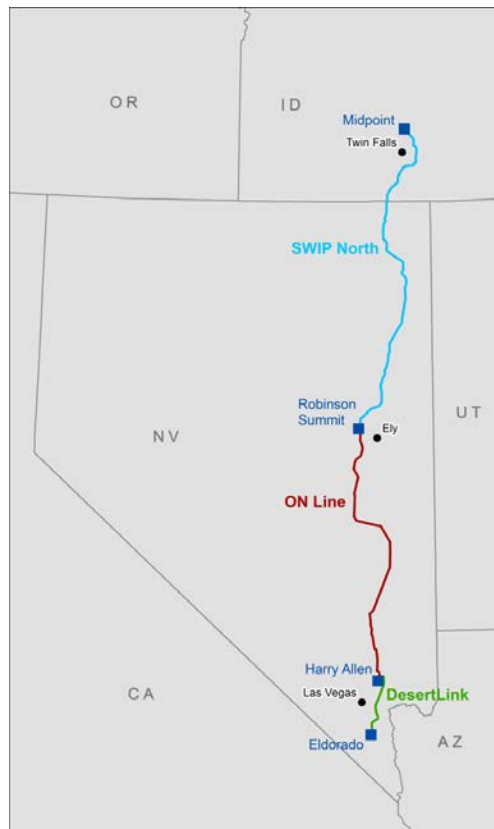 OR
ID
Midpoint
Twin Falls
SWIP North
Robinson
Summit
Ely
UT
NV
ON Line
Harry Allen
Las Vegas
DesertLink
CA
Eldorado
AZ